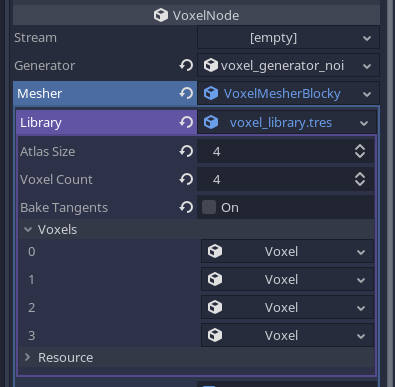 VoxelNode
Stream [empty]
Generator voxel_generator_noi
Mesher VoxelMesherBlocky
Library voxel_library.tres
Atlas Size 4
Voxel Count 4
Bake Tangents On
Voxels
0 Voxel
1 Voxel
2 Voxel
3 Voxel
Resource